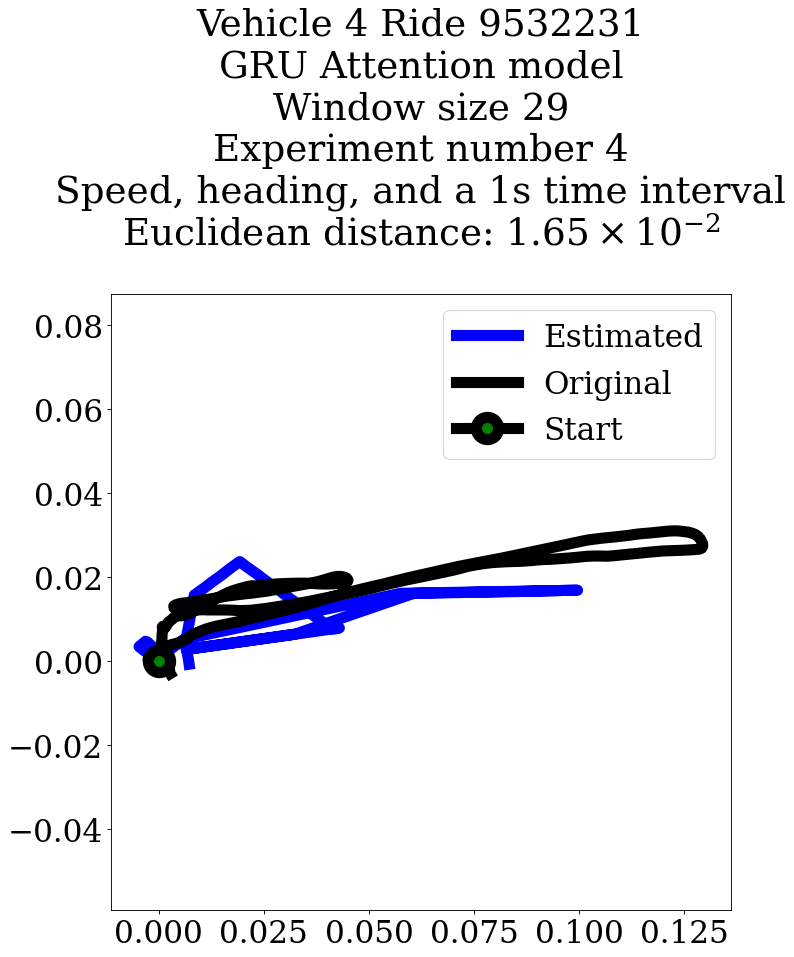 Vehicle 4 Ride 9532231
GRU Attention model
Window size 29
Experiment number 4
Speed, heading, and a 1s time interval
Euclidean distance: 1.65 × 10⁻²
Estimated
Original
Start
0.08
0.06
0.04
0.02
0.00
−0.02
−0.04
0.000 0.025 0.050 0.075 0.100 0.125